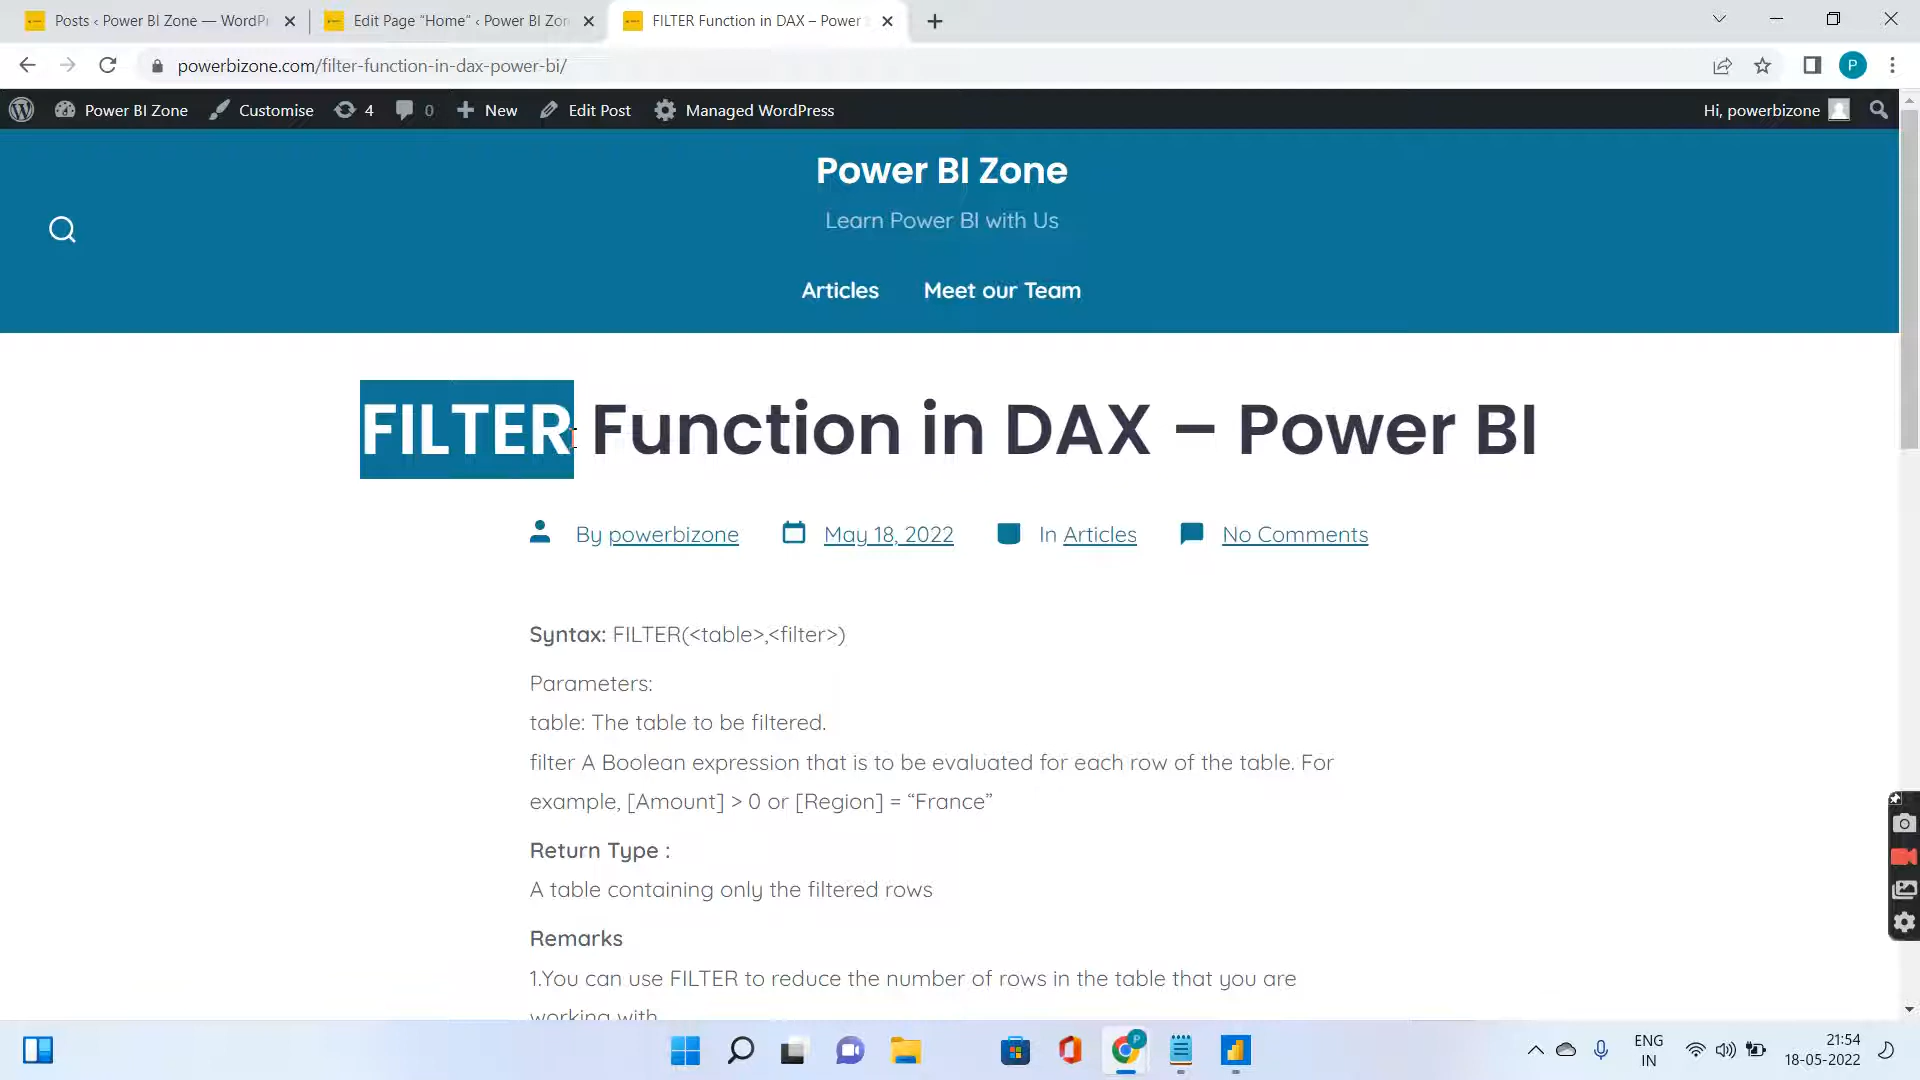 Posts ‹ Power BI Zone — WordPr
Edit Page “Home” ‹ Power BI Zon
FILTER Function in DAX – Power
powerbizone.com/filter-function-in-dax-power-bi/
P
Power BI Zone
Customise
4
0
New
Edit Post
Managed WordPress
Hi, powerbizone
Power BI Zone
Learn Power BI with Us
Articles
Meet our Team
FILTER Function in DAX – Power BI
By powerbizone
May 18, 2022
In Articles
No Comments
Syntax: FILTER(<table>,<filter>)
Parameters:
table: The table to be filtered.
filter A Boolean expression that is to be evaluated for each row of the table. For
example, [Amount] > 0 or [Region] = “France”
Return Type :
A table containing only the filtered rows
Remarks
1.You can use FILTER to reduce the number of rows in the table that you are
working with
P
ENG
IN
21:54
18-05-2022